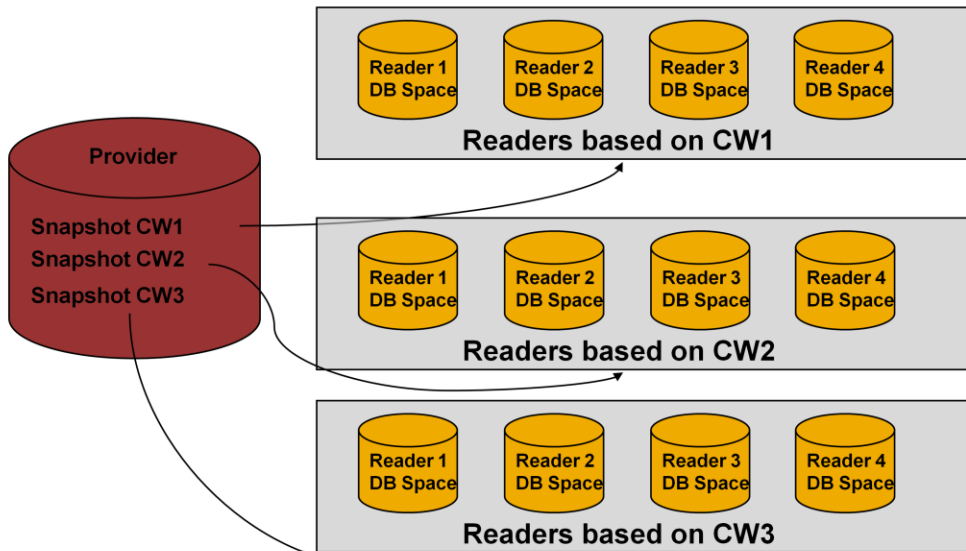 Provider
Snapshot CW1
Snapshot CW2
Snapshot CW3
Reader 1
DB Space
Reader 2
DB Space
Reader 3
DB Space
Reader 4
DB Space
Readers based on CW1
Reader 1
DB Space
Reader 2
DB Space
Reader 3
DB Space
Reader 4
DB Space
Readers based on CW2
Reader 1
DB Space
Reader 2
DB Space
Reader 3
DB Space
Reader 4
DB Space
Readers based on CW3